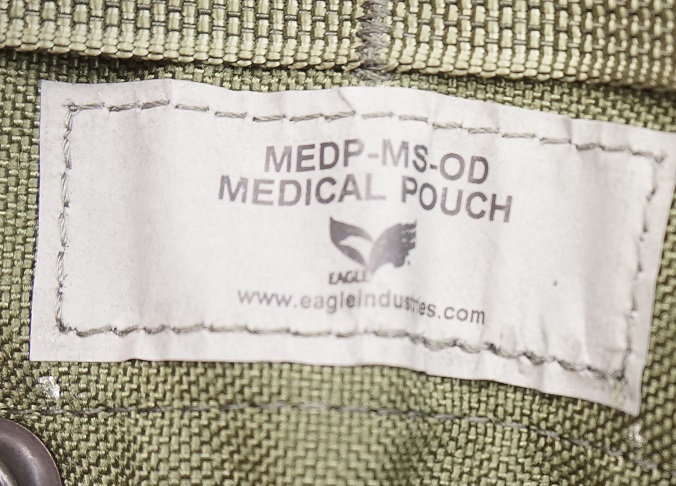 MEDP-MS-OD
MEDICAL POUCH
EAGLE
www.eagleindustries.com